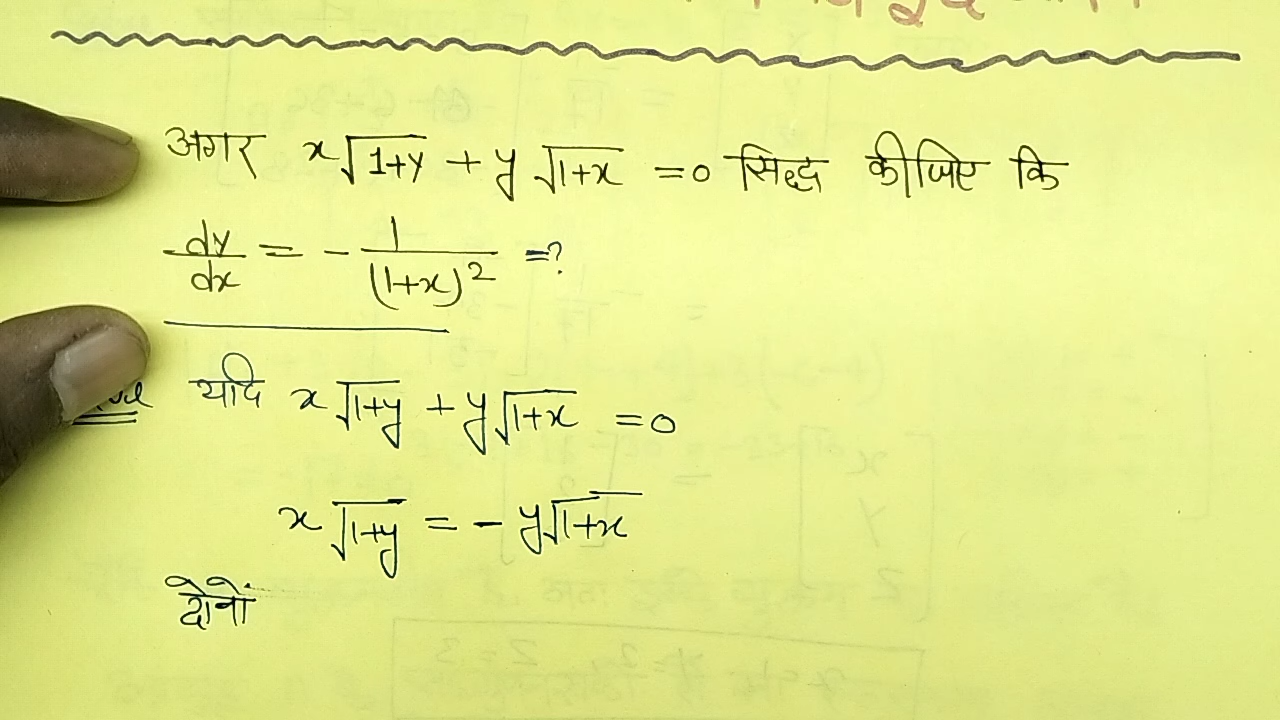 अगर x√1+y + y√1+x = 0 सिद्ध कीजिए कि
dy/dx = - 1/(1+x)² =?
यदि x√1+y + y√1+x = 0
x√1+y = - y√1+x
दोनों